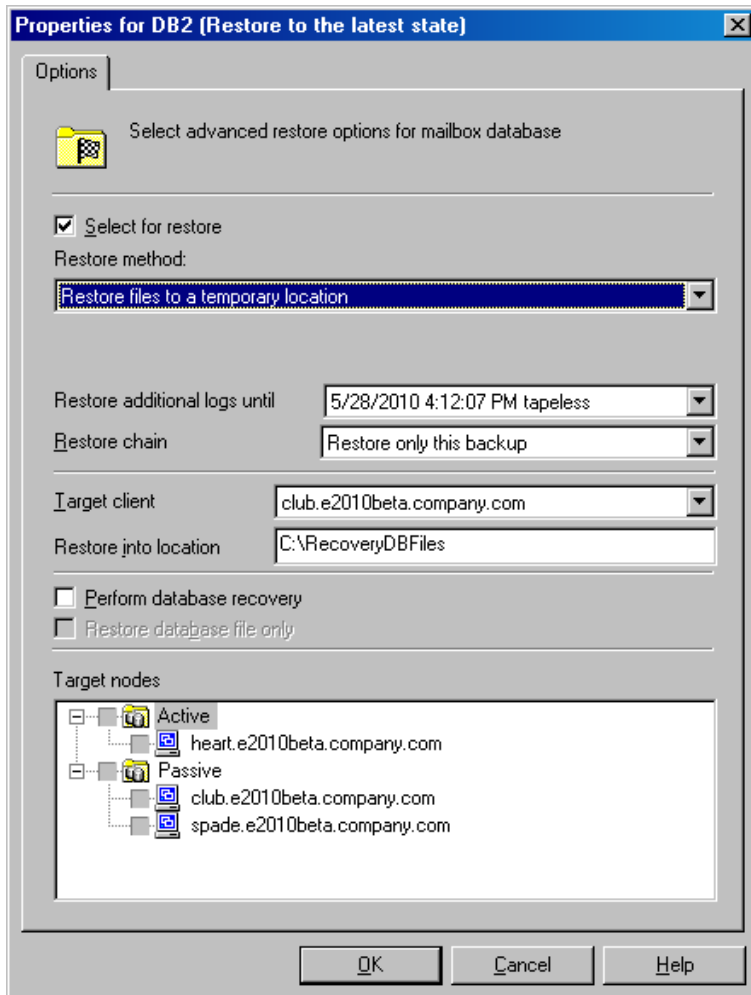 Properties for DB2 (Restore to the latest state)
Options
Select advanced restore options for mailbox database
Select for restore
Restore method:
Restore files to a temporary location
Restore additional logs until 5/28/2010 4:12:07 PM tapeless
Restore chain Restore only this backup
Target client club.e2010beta.company.com
Restore into location C:\RecoveryDBFiles
Perform database recovery
Restore database file only
Target nodes
Active
heart.e2010beta.company.com
Passive
club.e2010beta.company.com
spade.e2010beta.company.com
OK Cancel Help